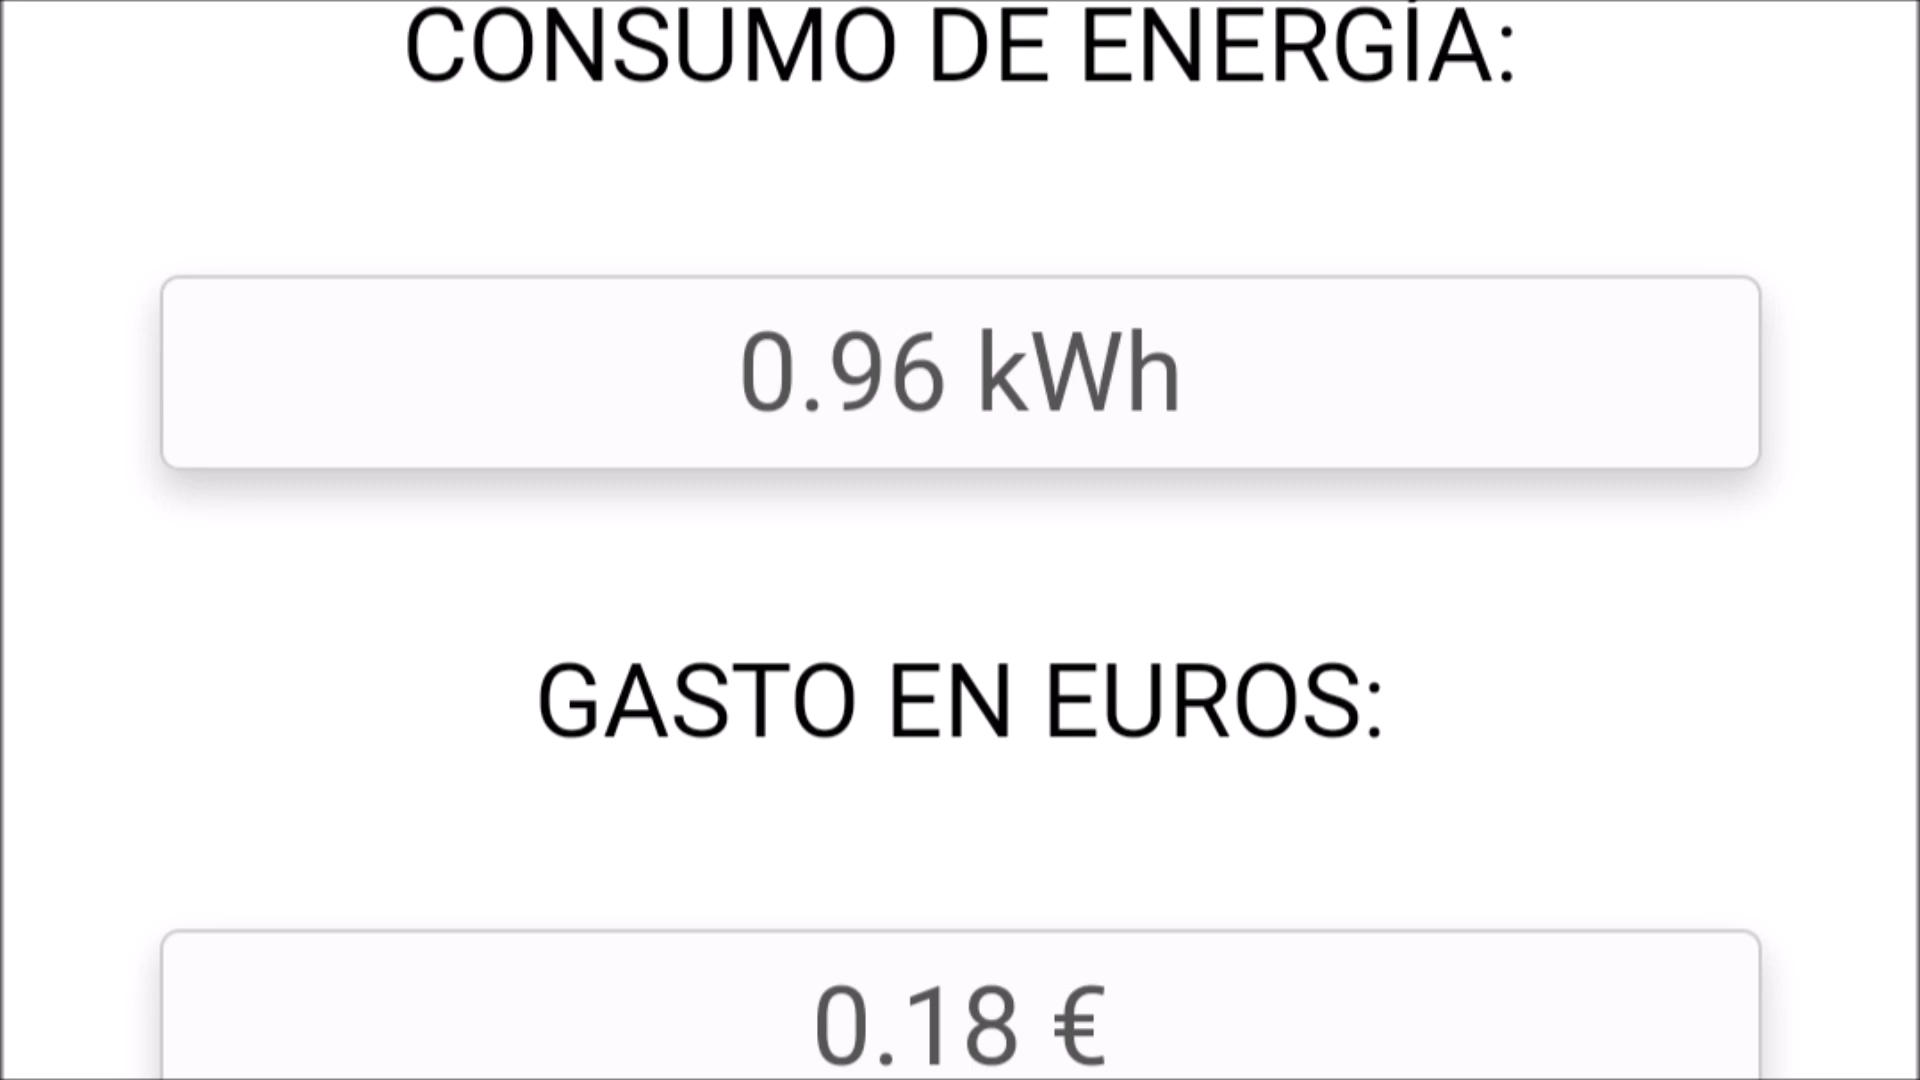 CONSUMO DE ENERGÍA:
0.96 kWh
GASTO EN EUROS:
0.18 €